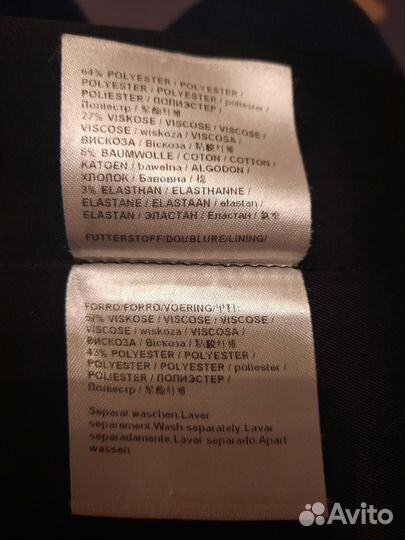 64% POLYESTER / POLYESTER /
POLYESTER / POLYESTER /
POLIESTER / ПОЛИЭСТЕР / poliester /
Поліестр / 聚酯纤维
27% VISKOSE / VISCOSE / VISCOSE /
VISCOSE / wiskoza / VISCOSA /
ВИСКОЗА / Віскоза / 粘胶纤维
6% BAUMWOLLE / COTON / COTTON /
KATOEN / bawełna / ALGODON /
ХЛОПОК / Бавовна / 棉
3% ELASTHAN / ELASTHANNE /
ELASTANE / ELASTAAN / elastan /
ELASTAN / ЭЛАСТАН / Еластан / 氨纶
FUTTERSTOFF/DOUBLURE/LINING/
FORRO/FORRO/VOERING/里料:
57% VISKOSE / VISCOSE / VISCOSE /
VISCOSE / wiskoza / VISCOSA /
ВИСКОЗА / Віскоза / 粘胶纤维
43% POLYESTER / POLYESTER /
POLYESTER / POLYESTER / poliester /
POLIESTER / ПОЛИЭСТЕР /
Поліестр / 聚酯纤维
Separat waschen.Laver
separement.Wash separately.Lavar
separadamente.Lavar separado.Apart
wassen
Avito